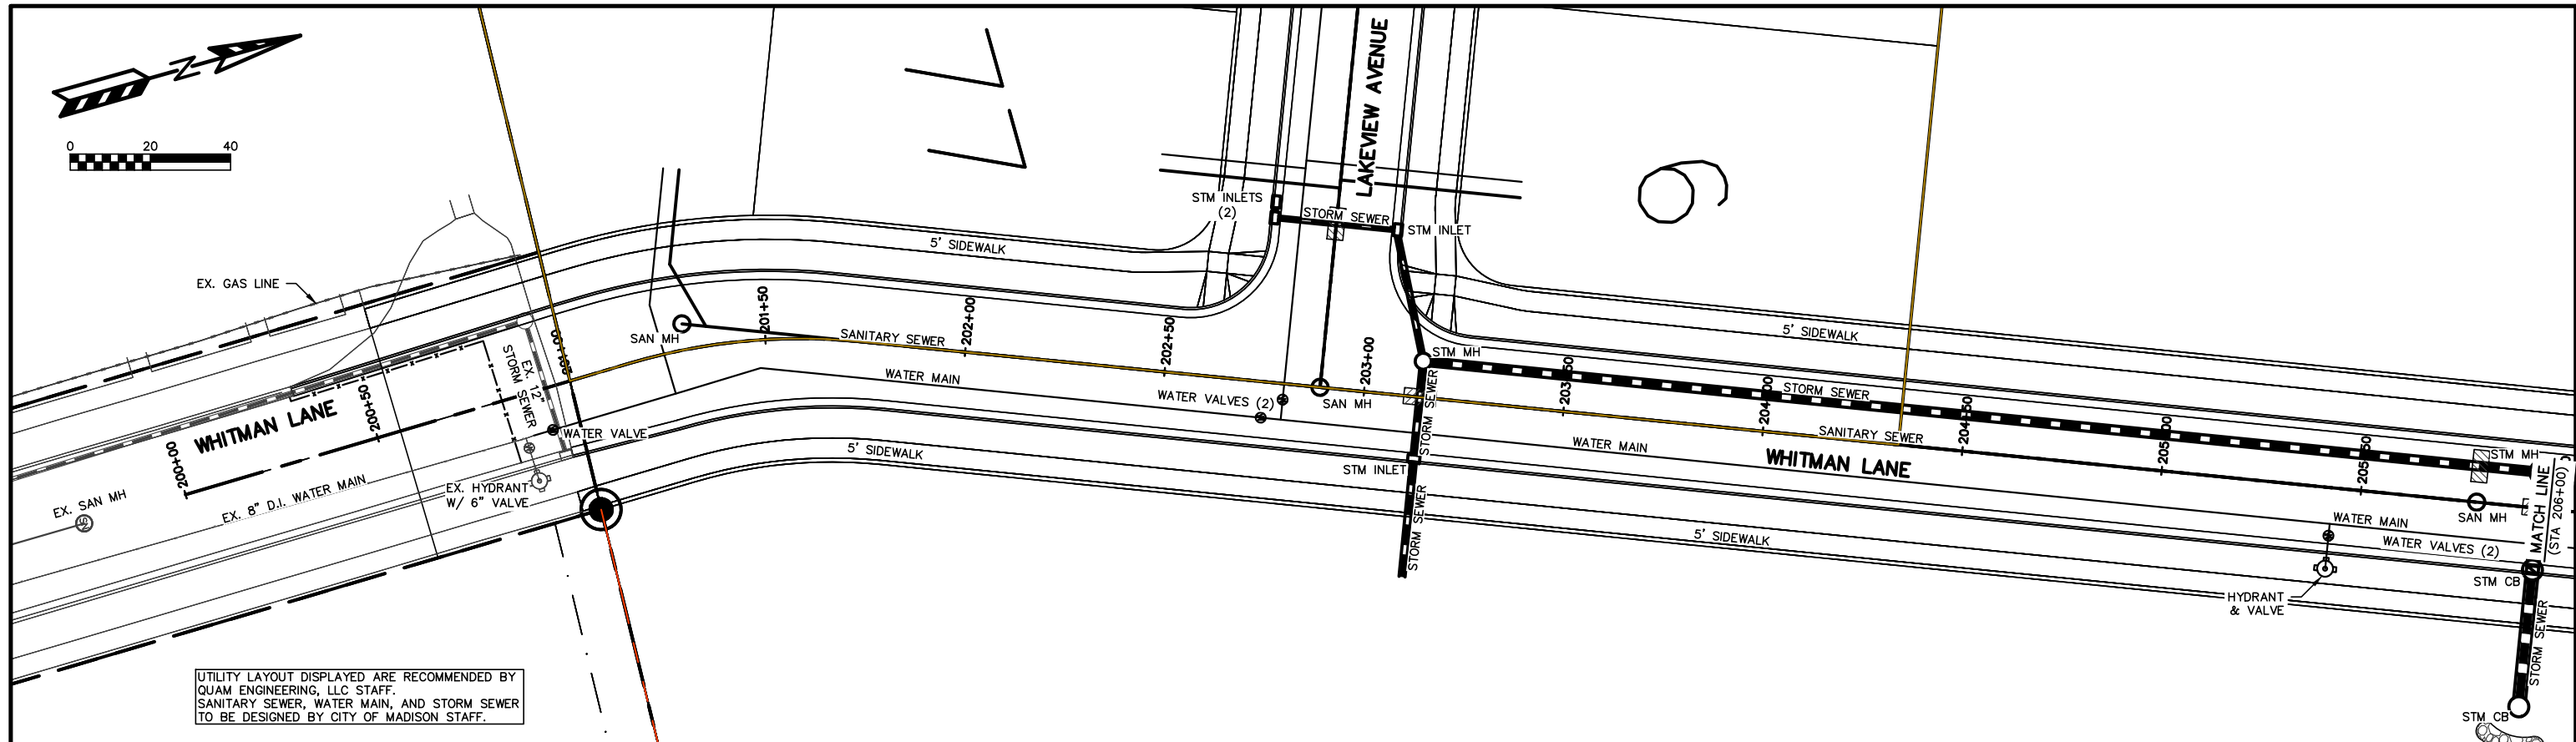 N
0 20 40
LAKEVIEW AVENUE
STM INLETS
(2)
STORM SEWER
STM INLET
5' SIDEWALK
EX. GAS LINE
SAN MH
201+50
SANITARY SEWER
202+00
202+50
203+00
STM MH
203+50
5' SIDEWALK
STORM SEWER
204+00
204+50
205+00
205+50
STM MH
201+00
EX. 12"
STORM
SEWER
WATER MAIN
WATER VALVES (2)
SAN MH
STORM SEWER
SANITARY SEWER
WHITMAN LANE
200+50
200+00
WATER VALVE
WATER MAIN
WHITMAN LANE
5' SIDEWALK
STM INLET
EX. SAN MH
SAN
EX. 8" D.I. WATER MAIN
EX. HYDRANT
W/ 6" VALVE
STORM SEWER
5' SIDEWALK
WATER MAIN
SAN MH
WATER VALVES (2)
MATCH LINE
(STA 206+00)
STM CB
HYDRANT
& VALVE
STORM SEWER
STM CB
UTILITY LAYOUT DISPLAYED ARE RECOMMENDED BY
QUAM ENGINEERING, LLC STAFF.
SANITARY SEWER, WATER MAIN, AND STORM SEWER
TO BE DESIGNED BY CITY OF MADISON STAFF.